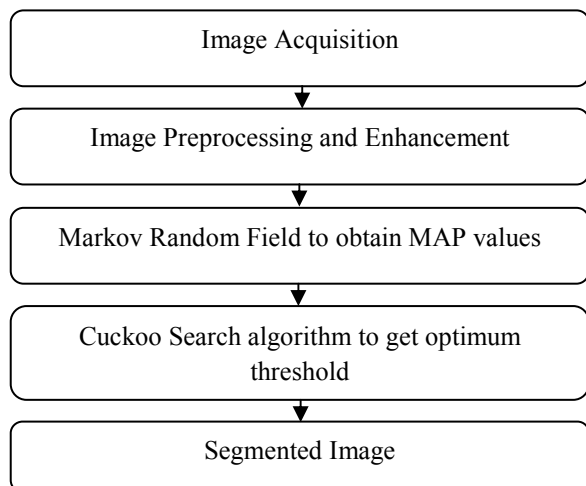 Image Acquisition
Image Preprocessing and Enhancement
Markov Random Field to obtain MAP values
Cuckoo Search algorithm to get optimum
threshold
Segmented Image